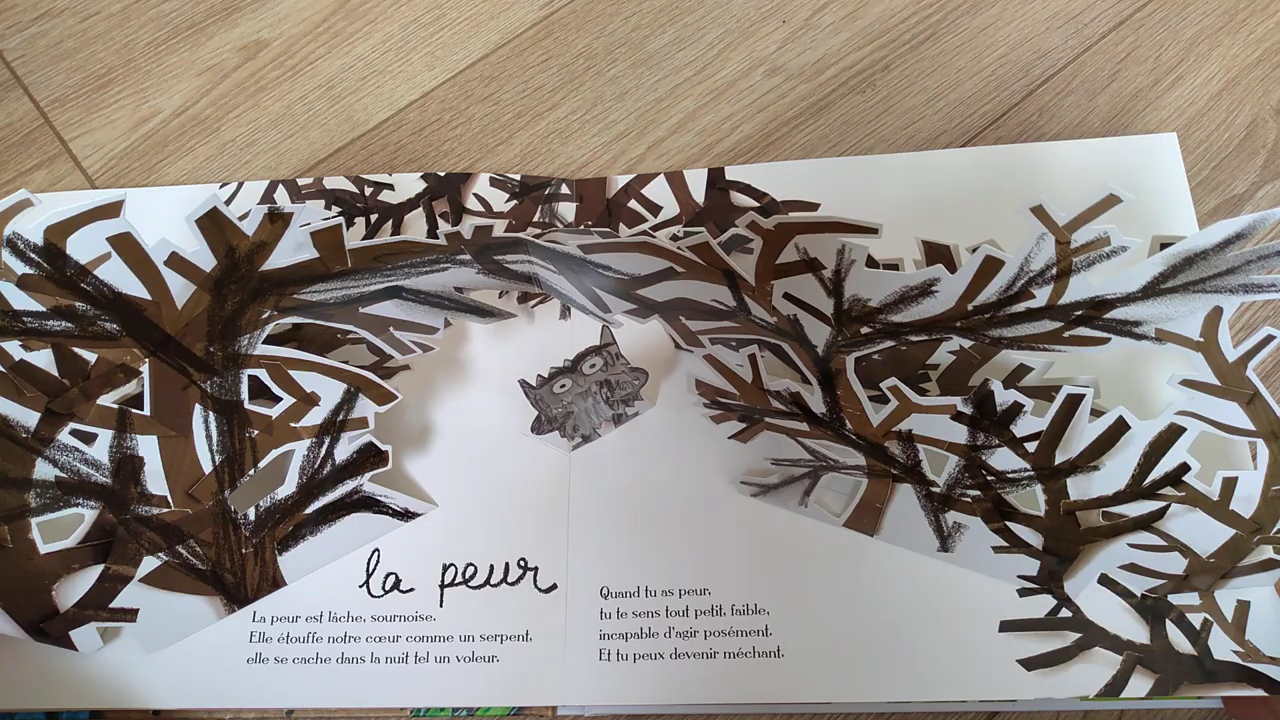 la peur
La peur est lâche, sournoise.
Elle étouffe notre cœur comme un serpent,
elle se cache dans la nuit tel un voleur.
Quand tu as peur,
tu te sens tout petit, faible,
incapable d'agir posément.
Et tu peux devenir méchant.